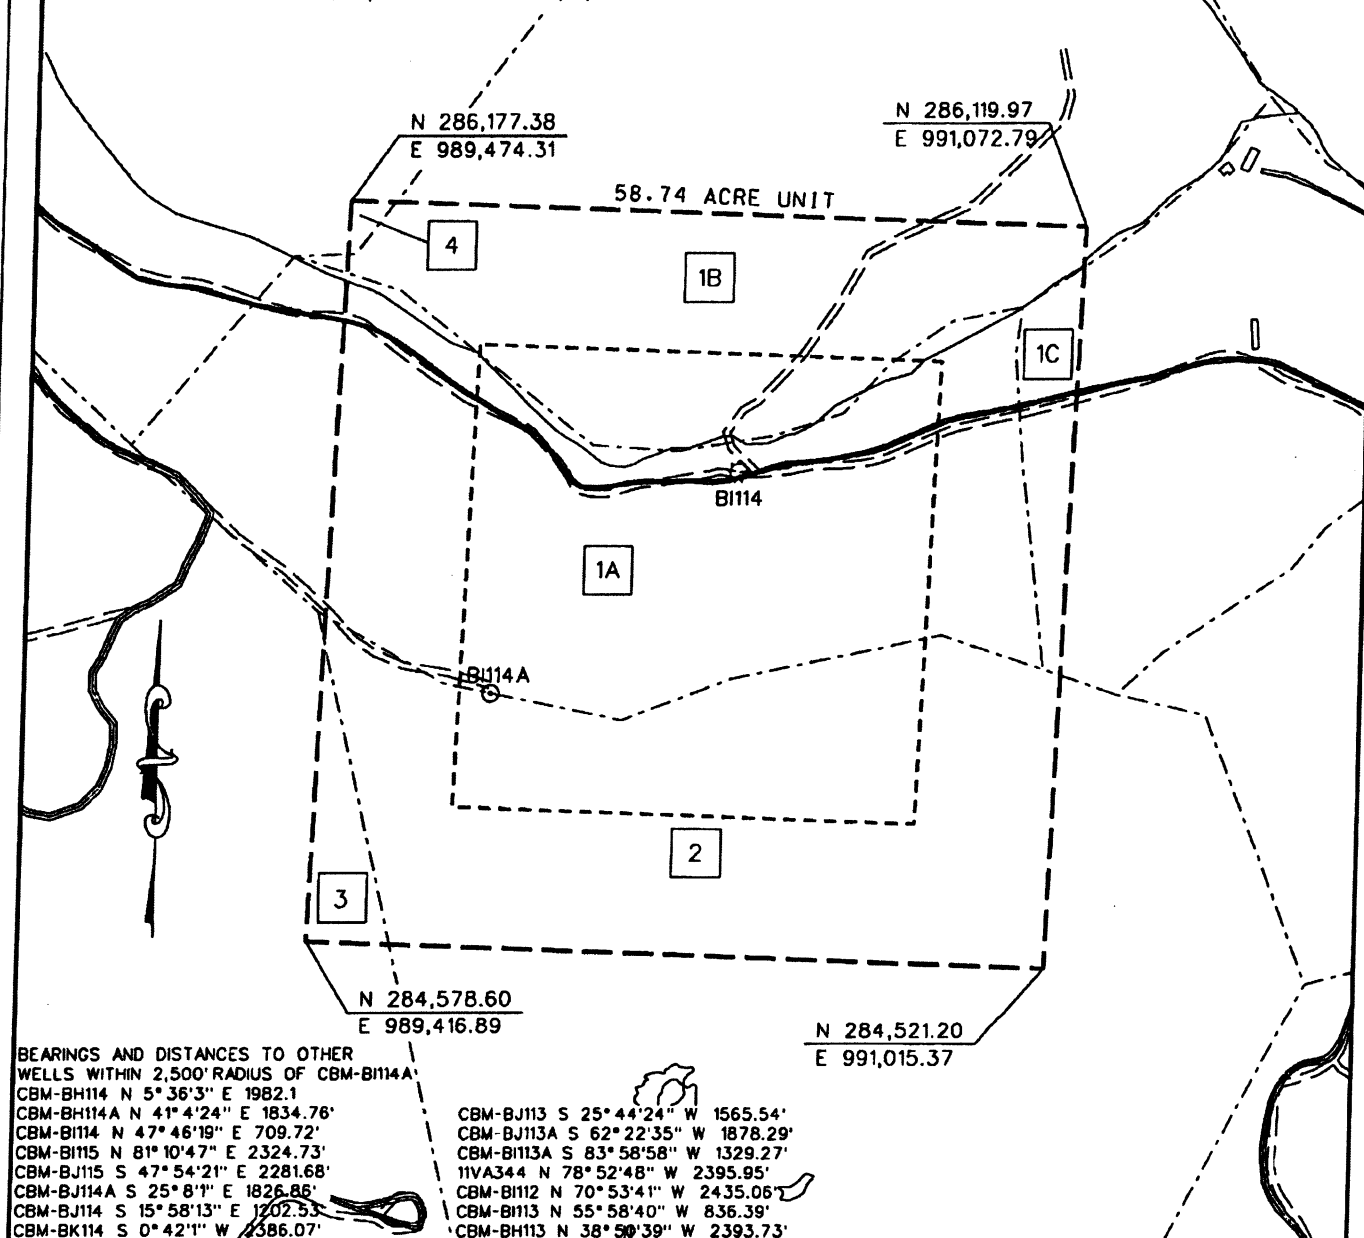 N 286,177.38
E 989,474.31
N 286,119.97
E 991,072.79
58.74 ACRE UNIT
4
1B
1C
BI114
1A
BI114A
2
3
N 284,578.60
E 989,416.89
N 284,521.20
E 991,015.37
BEARINGS AND DISTANCES TO OTHER
WELLS WITHIN 2,500' RADIUS OF CBM-BI114A
CBM-BH114 N 5°36'3" E 1982.1
CBM-BH114A N 41°4'24" E 1834.76'
CBM-BI114 N 47°46'19" E 709.72'
CBM-BI115 N 81°10'47" E 2324.73'
CBM-BJ115 S 47°54'21" E 2281.68'
CBM-BJ114A S 25°8'1" E 1826.86'
CBM-BJ114 S 15°58'13" E 1202.53'
CBM-BK114 S 0°42'1" W 2386.07'
CBM-BJ113 S 25°44'24" W 1565.54'
CBM-BJ113A S 62°22'35" W 1878.29'
CBM-BI113A S 83°58'58" W 1329.27'
11VA344 N 78°52'48" W 2395.95'
CBM-BI112 N 70°53'41" W 2435.06'
CBM-BI113 N 55°58'40" W 836.39'
CBM-BH113 N 38°50'39" W 2393.73'